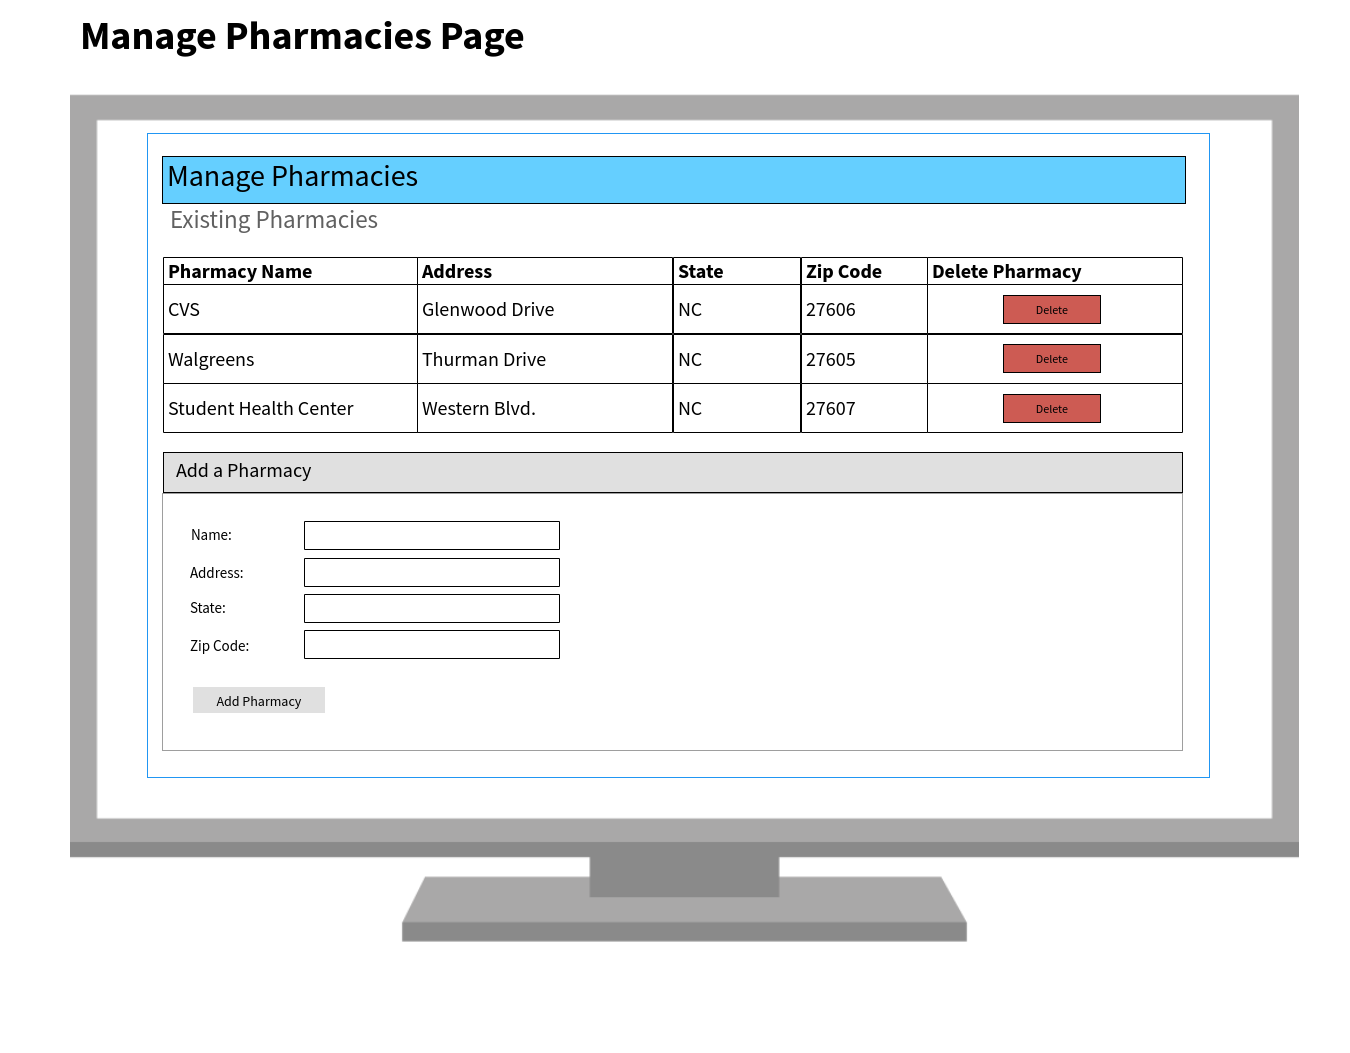 Manage Pharmacies Page
Manage Pharmacies
Existing Pharmacies
Pharmacy Name Address State Zip Code Delete Pharmacy
CVS Glenwood Drive NC 27606 Delete
Walgreens Thurman Drive NC 27605 Delete
Student Health Center Western Blvd. NC 27607 Delete
Add a Pharmacy
Name:
Address:
State:
Zip Code:
Add Pharmacy